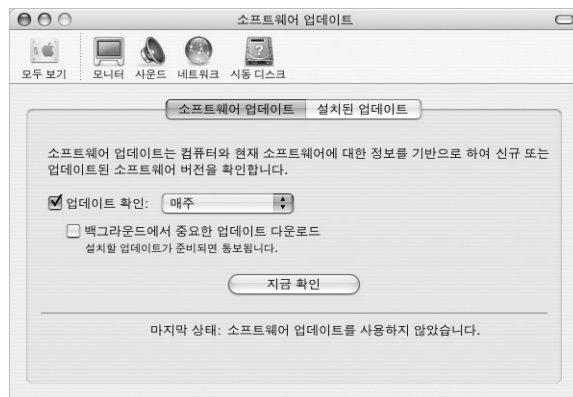 소프트웨어 업데이트
모두 보기 모니터 사운드 네트워크 시동 디스크
소프트웨어 업데이트 설치된 업데이트
소프트웨어 업데이트는 컴퓨터와 현재 소프트웨어에 대한 정보를 기반으로 하여 신규 또는
업데이트된 소프트웨어 버전을 확인합니다.
업데이트 확인: 매주
백그라운드에서 중요한 업데이트 다운로드
설치할 업데이트가 준비되면 통보됩니다.
지금 확인
마지막 상태: 소프트웨어 업데이트를 사용하지 않았습니다.